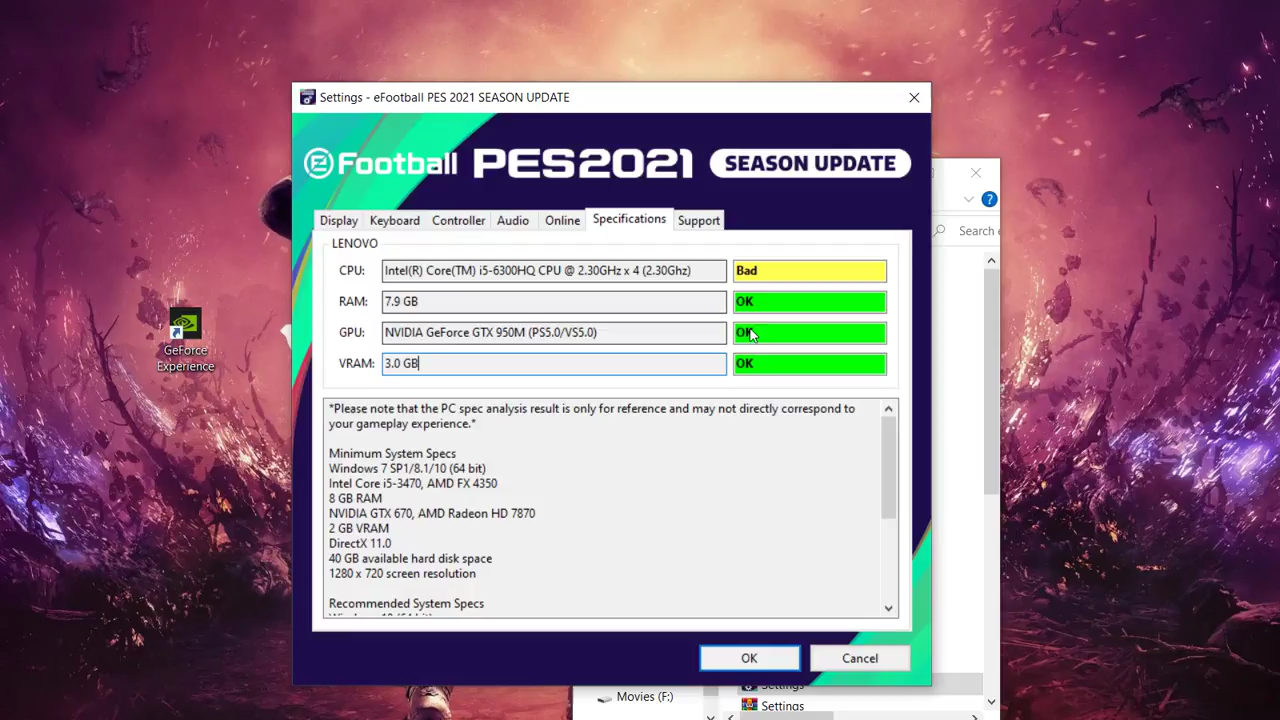 Settings - eFootball PES 2021 SEASON UPDATE
eFootball PES2021 SEASON UPDATE
Display Keyboard Controller Audio Online Specifications Support
LENOVO
CPU: Intel(R) Core(TM) i5-6300HQ CPU @ 2.30GHz x 4 (2.30Ghz) Bad
RAM: 7.9 GB OK
GPU: NVIDIA GeForce GTX 950M (PS5.0/VS5.0) OK
VRAM: 3.0 GB OK
*Please note that the PC spec analysis result is only for reference and may not directly correspond to
your gameplay experience.*
Minimum System Specs
Windows 7 SP1/8.1/10 (64 bit)
Intel Core i5-3470, AMD FX 4350
8 GB RAM
NVIDIA GTX 670, AMD Radeon HD 7870
2 GB VRAM
DirectX 11.0
40 GB available hard disk space
1280 x 720 screen resolution
Recommended System Specs
OK Cancel
GeForce
Experience
?
Search
Movies (F:)
Settings
Settings